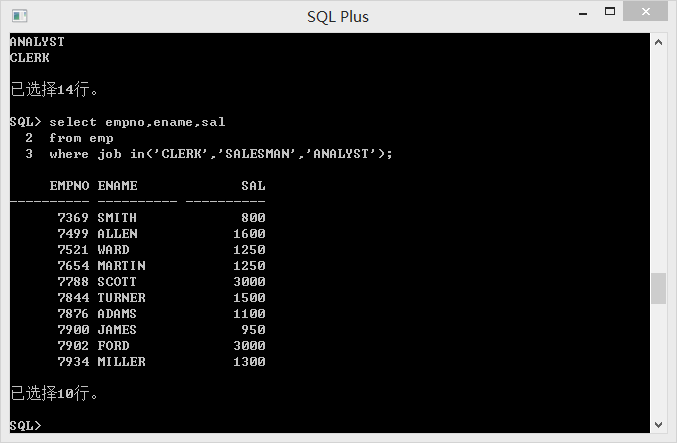 SQL Plus
ANALYST
CLERK
已选择14行。
SQL> select empno,ename,sal
2 from emp
3 where job in('CLERK','SALESMAN','ANALYST');
EMPNO ENAME SAL
---------- ---------- ----------
7369 SMITH 800
7499 ALLEN 1600
7521 WARD 1250
7654 MARTIN 1250
7788 SCOTT 3000
7844 TURNER 1500
7876 ADAMS 1100
7900 JAMES 950
7902 FORD 3000
7934 MILLER 1300
已选择10行。
SQL>